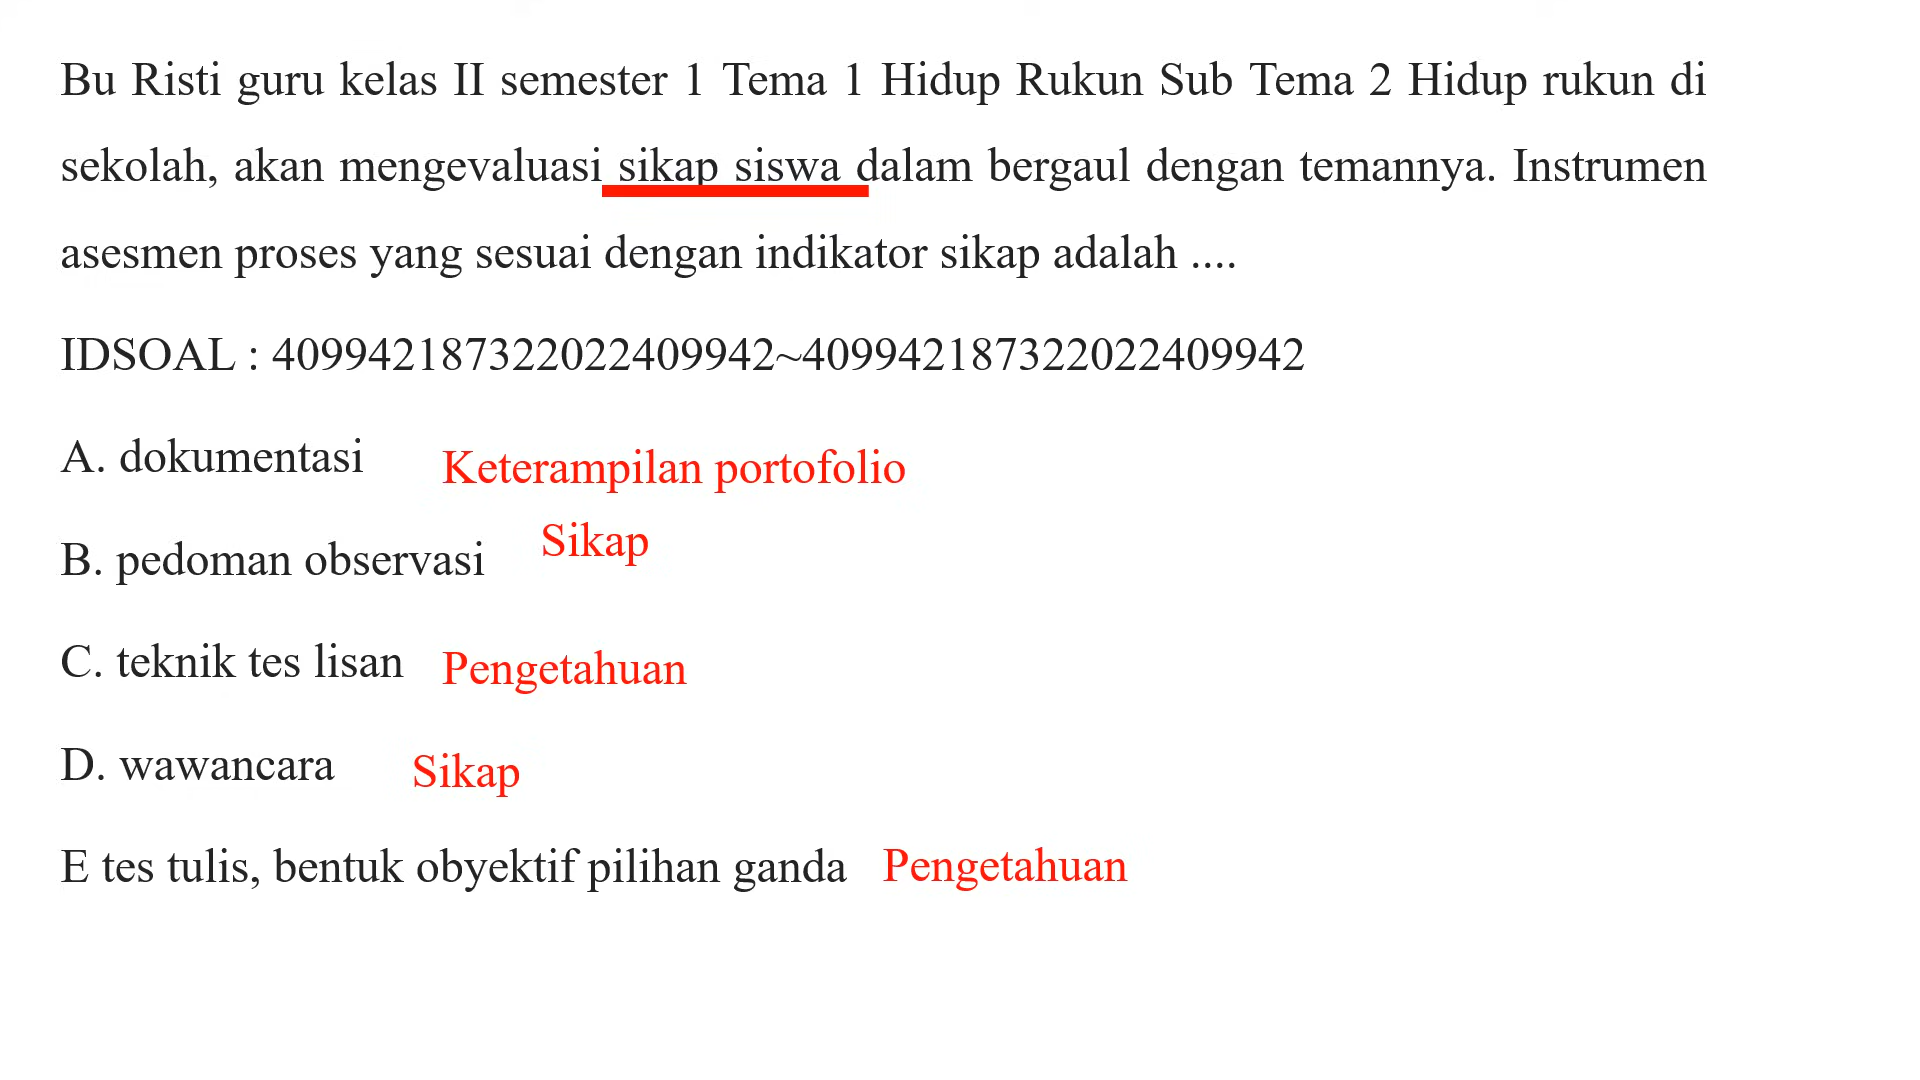 Bu Risti guru kelas II semester 1 Tema 1 Hidup Rukun Sub Tema 2 Hidup rukun di
sekolah, akan mengevaluasi sikap siswa dalam bergaul dengan temannya. Instrumen
asesmen proses yang sesuai dengan indikator sikap adalah ....
IDSOAL : 409942187322022409942~409942187322022409942
A. dokumentasi Keterampilan portofolio
B. pedoman observasi Sikap
C. teknik tes lisan Pengetahuan
D. wawancara Sikap
E tes tulis, bentuk obyektif pilihan ganda Pengetahuan